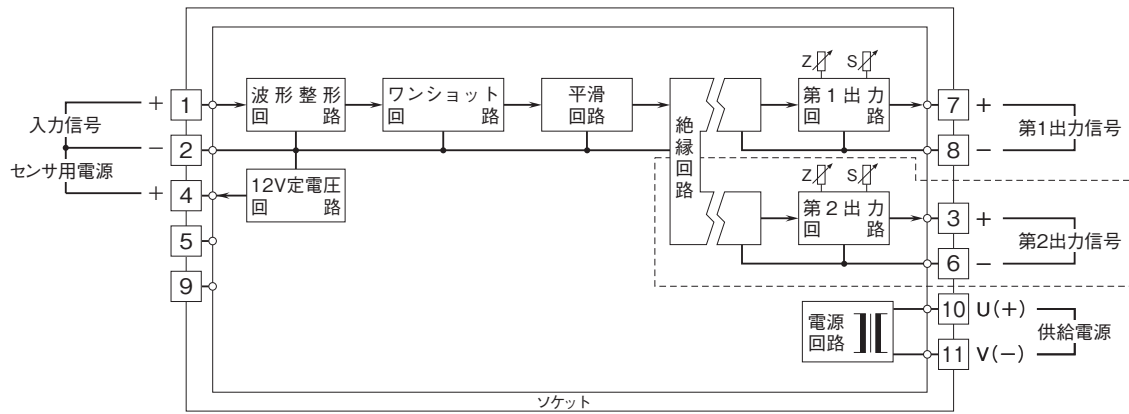 入力信号
センサ用電源
+
−
+
1
2
4
5
9
波形整形
回路
ワンショット
回路
平滑
回路
12V定電圧
回路
絶縁回路
Z
S
第1出力
回路
Z
S
第2出力
回路
電源
回路
7
+
8
−
第1出力信号
3
+
6
−
第2出力信号
10
U(+)
11
V(−)
供給電源
ソケット